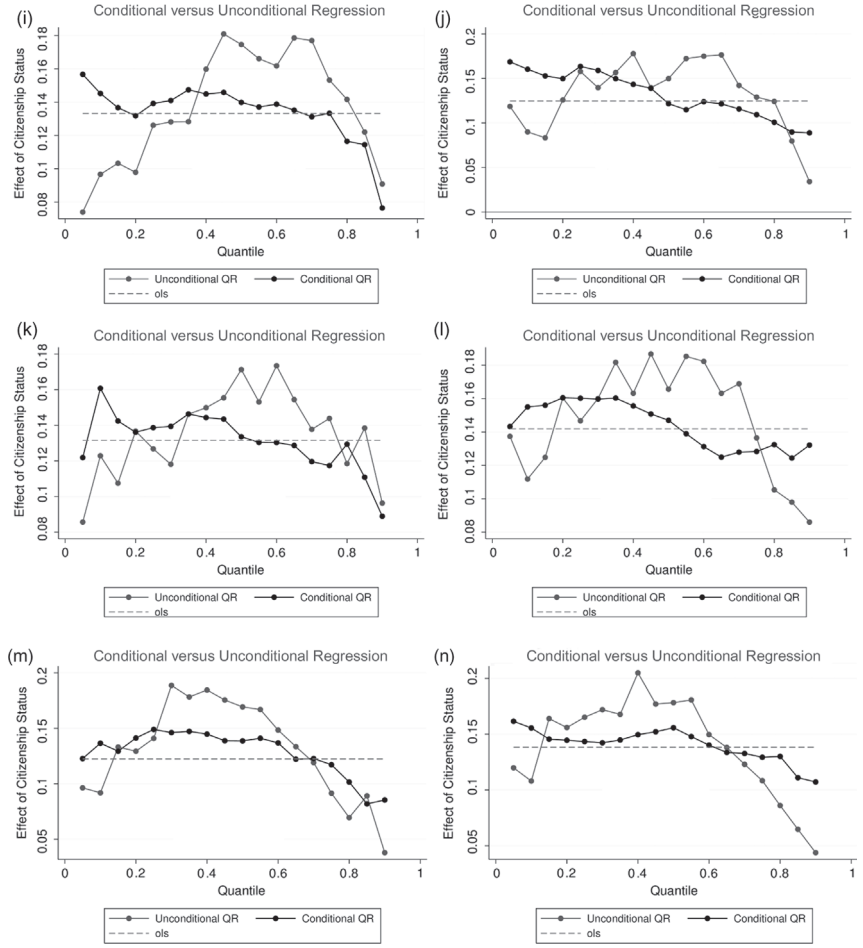 (i)
Conditional versus Unconditional Regression
Effect of Citizenship Status
0.18
0.16
0.14
0.12
0.1
0.08
0 0.2 0.4 0.6 0.8 1
Quantile
Unconditional QR Conditional QR
ols
(j)
Conditional versus Unconditional Regression
Effect of Citizenship Status
0.2
0.15
0.1
0.05
0
0 0.2 0.4 0.6 0.8 1
Quantile
Unconditional QR Conditional QR
ols
(k)
Conditional versus Unconditional Regression
Effect of Citizenship Status
0.18
0.16
0.14
0.12
0.1
0.08
0 0.2 0.4 0.6 0.8 1
Quantile
Unconditional QR Conditional QR
ols
(l)
Conditional versus Unconditional Regression
Effect of Citizenship Status
0.18
0.16
0.14
0.12
0.1
0.08
0 0.2 0.4 0.6 0.8 1
Quantile
Unconditional QR Conditional QR
ols
(m)
Conditional versus Unconditional Regression
Effect of Citizenship Status
0.2
0.15
0.1
0.05
0 0.2 0.4 0.6 0.8 1
Quantile
Unconditional QR Conditional QR
ols
(n)
Conditional versus Unconditional Regression
Effect of Citizenship Status
0.2
0.15
0.1
0.05
0 0.2 0.4 0.6 0.8 1
Quantile
Unconditional QR Conditional QR
ols